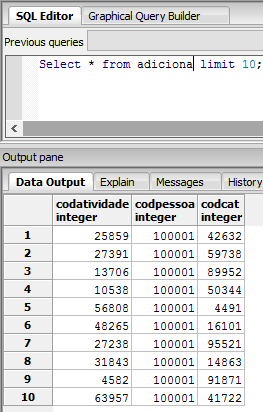 SQL Editor Graphical Query Builder
Previous queries
Select * from adiciona limit 10;
Output pane
Data Output Explain Messages History
codatividade codpessoa codcat
integer integer integer
1 25859 100001 42632
2 27391 100001 59738
3 13706 100001 89952
4 10538 100001 50344
5 56808 100001 4491
6 48265 100001 16101
7 27238 100001 95521
8 31843 100001 14863
9 4582 100001 91871
10 63957 100001 41722